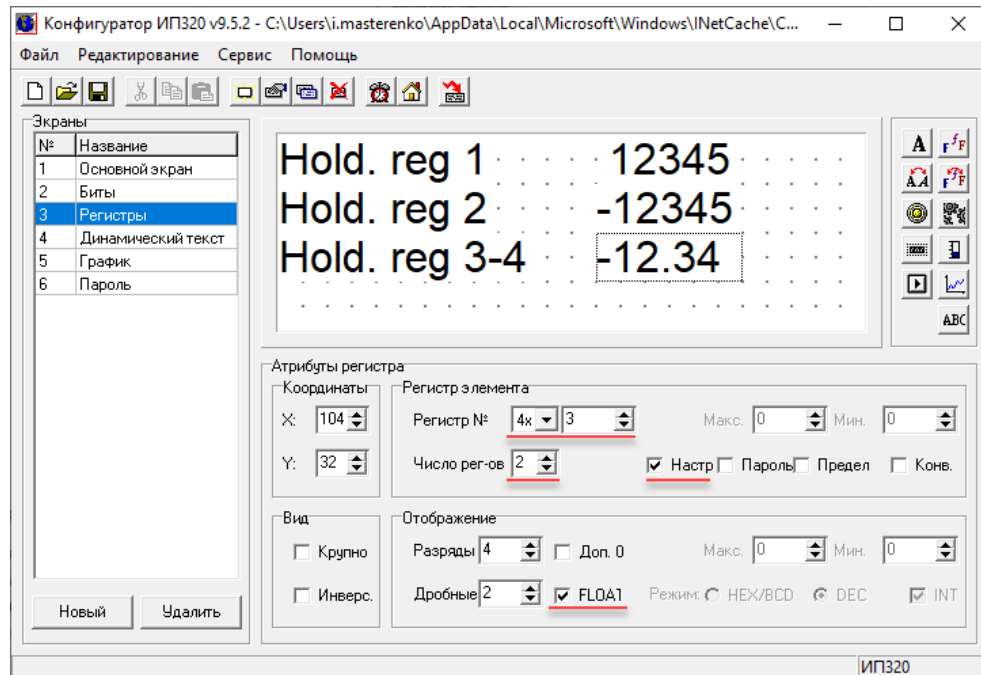 Конфигуратор ИП320 v9.5.2 - C:\Users\i.masterenko\AppData\Local\Microsoft\Windows\INetCache\C...
Файл Редактирование Сервис Помощь
Экраны
№ Название
1 Основной экран
2 Биты
3 Регистры
4 Динамический текст
5 График
6 Пароль
Новый Удалить
Hold. reg 1 12345
Hold. reg 2 -12345
Hold. reg 3-4 -12.34
A FfF
AA FfF
ABC
Атрибуты регистра
Координаты
X: 104
Y: 32
Регистр элемента
Регистр № 4x 3 Макс. 0 Мин. 0
Число рег-ов 2 Настр Пароль Предел Конв.
Вид
Крупно
Инверс.
Отображение
Разряды 4 Доп. 0 Макс. 0 Мин. 0
Дробные 2 FLOAT Режим: HEX/BCD DEC INT
ИП320